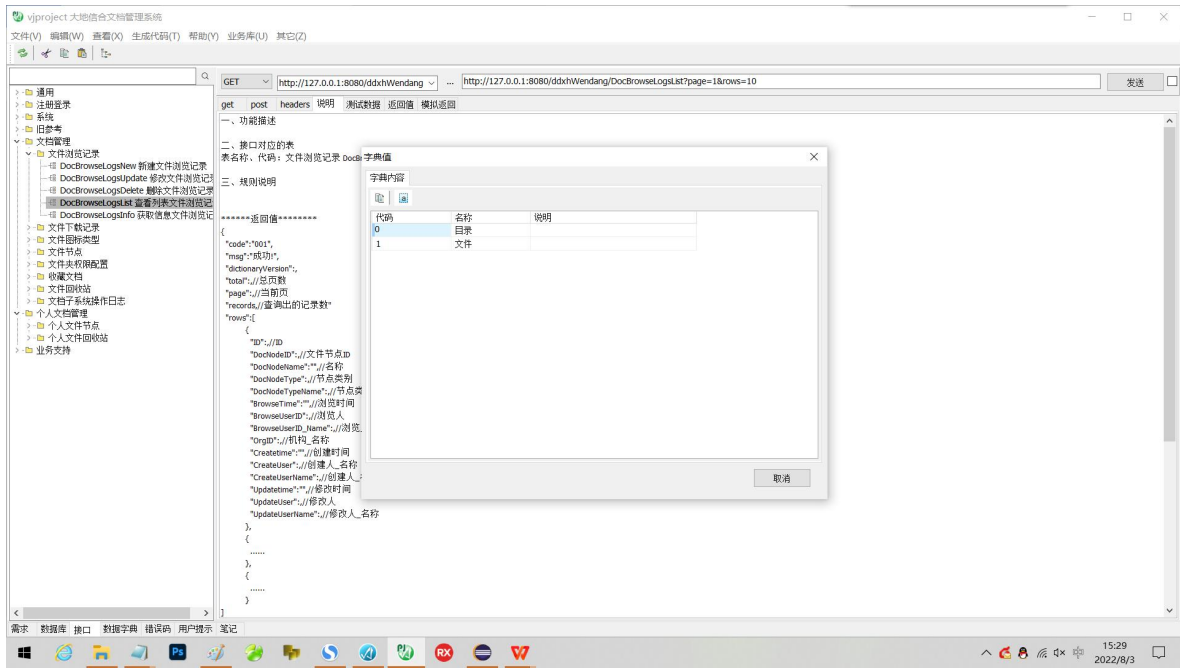 vjproject 大地信合文档管理系统
文件(V) 编辑(W) 查看(X) 生成代码(T) 帮助(Y) 业务库(U) 其它(Z)
GET http://127.0.0.1:8080/ddxhWendang ... http://127.0.0.1:8080/ddxhWendang/DocBrowseLogsList?page=1&rows=10 发送
get post headers 说明 测试数据 返回值 模拟返回
通用
注册登录
系统
旧参考
文档管理
文件浏览记录
DocBrowseLogsNew 新建文件浏览记录
DocBrowseLogsUpdate 修改文件浏览记录
DocBrowseLogsDelete 删除文件浏览记录
DocBrowseLogsList 查看列表文件浏览记
DocBrowseLogsInfo 获取信息文件浏览记
文件下载记录
文件图标类型
文件节点
文件夹权限配置
收藏文档
文件回收站
文档子系统操作日志
个人文档管理
个人文件节点
个人文件回收站
业务支持
一、功能描述
二、接口对应的表
表名称、代码：文件浏览记录 DocBr
三、规则说明
******返回值********
{
"code":"001",
"msg":"成功!",
"dictionaryVersion":,
"total":,//总页数
"page":,//当前页
"records,//查询出的记录数"
"rows":[
{
"ID":,//ID
"DocNodeID":,//文件节点ID
"DocNodeName":"",//名称
"DocNodeType":,//节点类别
"DocNodeTypeName":,//节点类
"BrowseTime":"",//浏览时间
"BrowseUserID":,//浏览人
"BrowseUserID_Name":,//浏览
"OrgID":,//机构_名称
"Createtime":"",//创建时间
"CreateUser":,//创建人_名称
"CreateUserName":,//创建人_
"Updatetime":"",//修改时间
"UpdateUser":,//修改人
"UpdateUserName":,//修改人_名称
},
{
......
},
{
......
}
]
字典值
字典内容
代码 名称 说明
0 目录
1 文件
取消
需求 数据库 接口 数据字典 错误码 用户提示 笔记
Ps
RX
中
15:29
2022/8/3